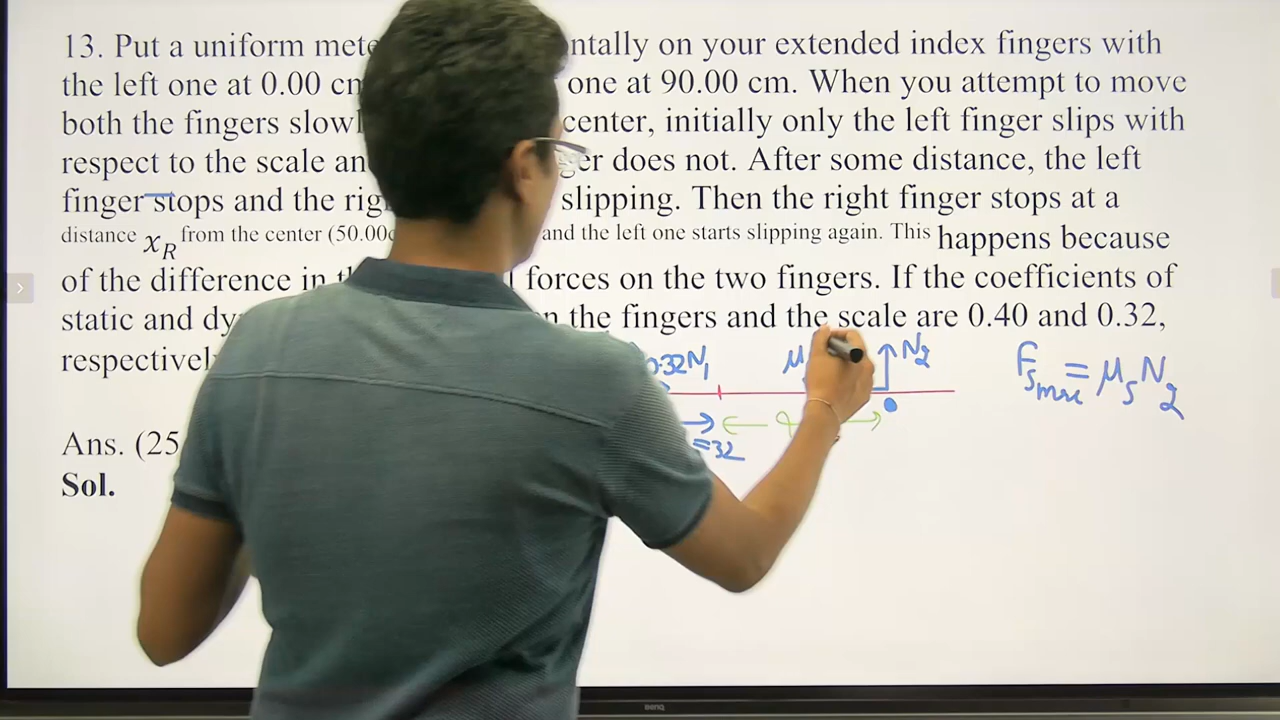 13. Put a uniform mete ntally on your extended index fingers with
the left one at 0.00 cm one at 90.00 cm. When you attempt to move
both the fingers slowl center, initially only the left finger slips with
respect to the scale an er does not. After some distance, the left
finger stops and the rig slipping. Then the right finger stops at a
distance x_R from the center (50.00 and the left one starts slipping again. This happens because
of the difference in forces on the two fingers. If the coefficients of
static and dy n the fingers and the scale are 0.40 and 0.32,
respectivel
0.32N₁ μ N₂ F_smax = μ_s N₂
=32
Ans. (25
Sol.
BenQ